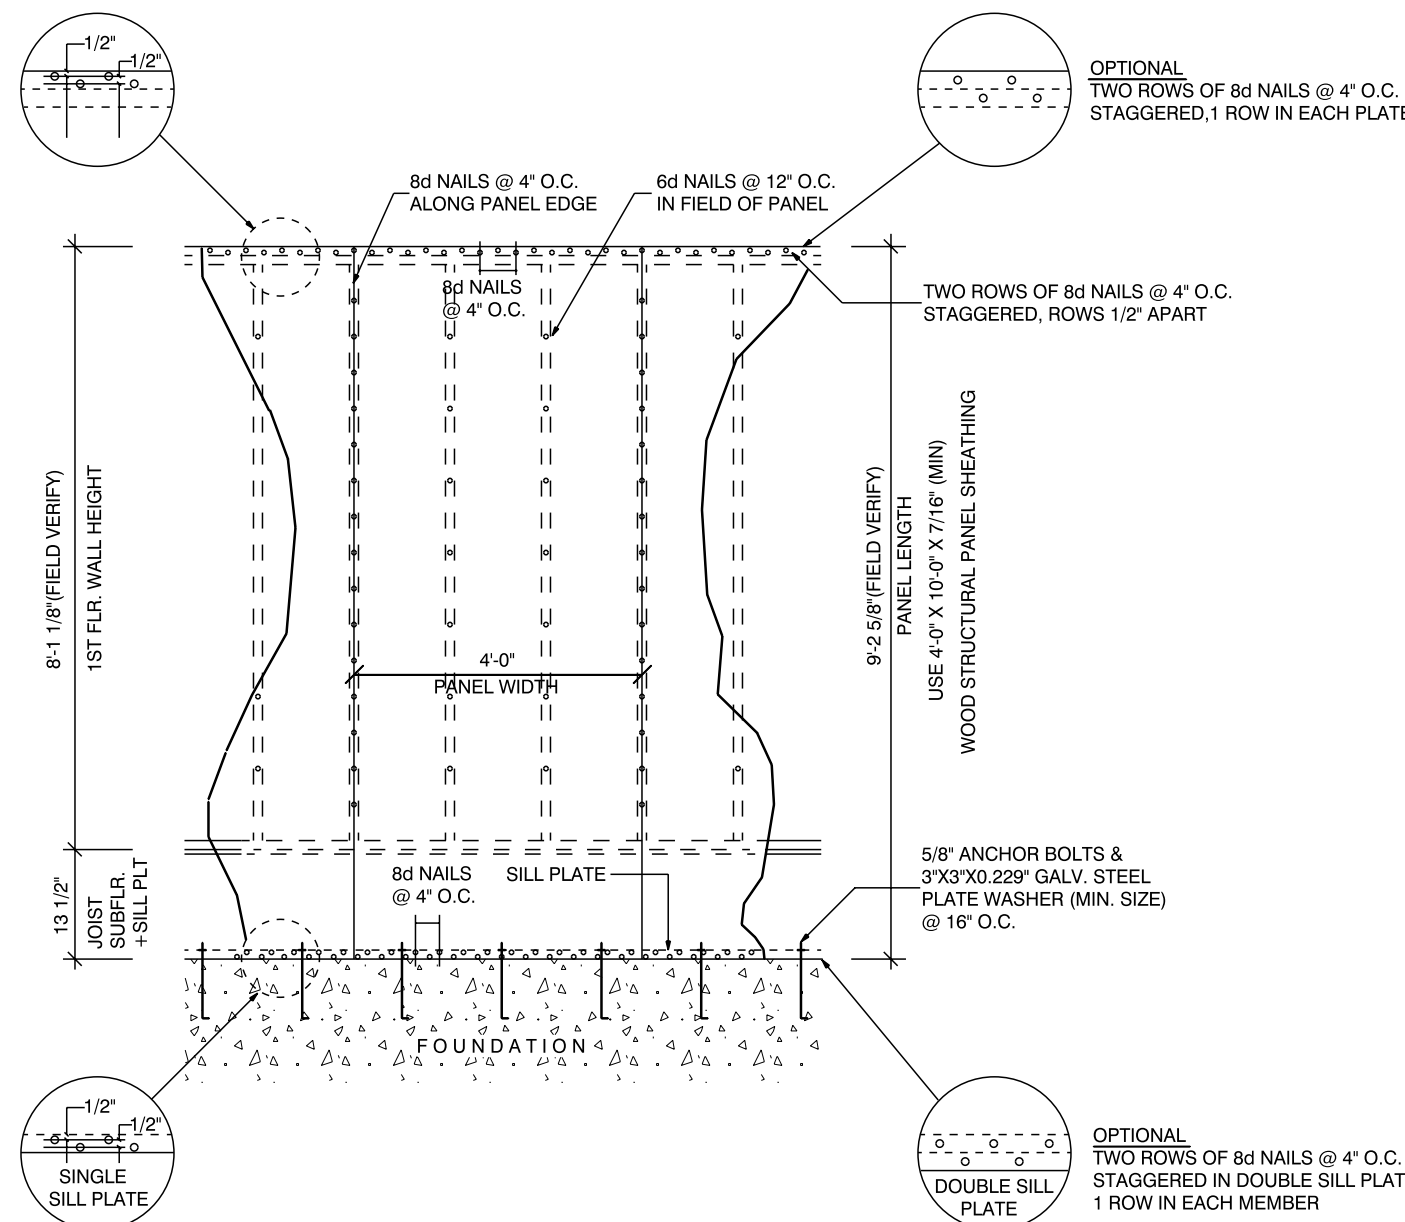 1/2"
1/2"
OPTIONAL
TWO ROWS OF 8d NAILS @ 4" O.C.
STAGGERED,1 ROW IN EACH PLATE
8d NAILS @ 4" O.C.
ALONG PANEL EDGE
6d NAILS @ 12" O.C.
IN FIELD OF PANEL
8d NAILS
@ 4" O.C.
TWO ROWS OF 8d NAILS @ 4" O.C.
STAGGERED, ROWS 1/2" APART
8'-1 1/8"(FIELD VERIFY)
1ST FLR. WALL HEIGHT
9'-2 5/8"(FIELD VERIFY)
PANEL LENGTH
USE 4'-0" X 10'-0" X 7/16" (MIN)
WOOD STRUCTURAL PANEL SHEATHING
4'-0"
PANEL WIDTH
13 1/2"
JOIST
SUBFLR.
+SILL PLT
8d NAILS
@ 4" O.C.
SILL PLATE
5/8" ANCHOR BOLTS &
3"X3"X0.229" GALV. STEEL
PLATE WASHER (MIN. SIZE)
@ 16" O.C.
FOUNDATION
1/2"
1/2"
SINGLE
SILL PLATE
DOUBLE SILL
PLATE
OPTIONAL
TWO ROWS OF 8d NAILS @ 4" O.C.
STAGGERED IN DOUBLE SILL PLAT
1 ROW IN EACH MEMBER